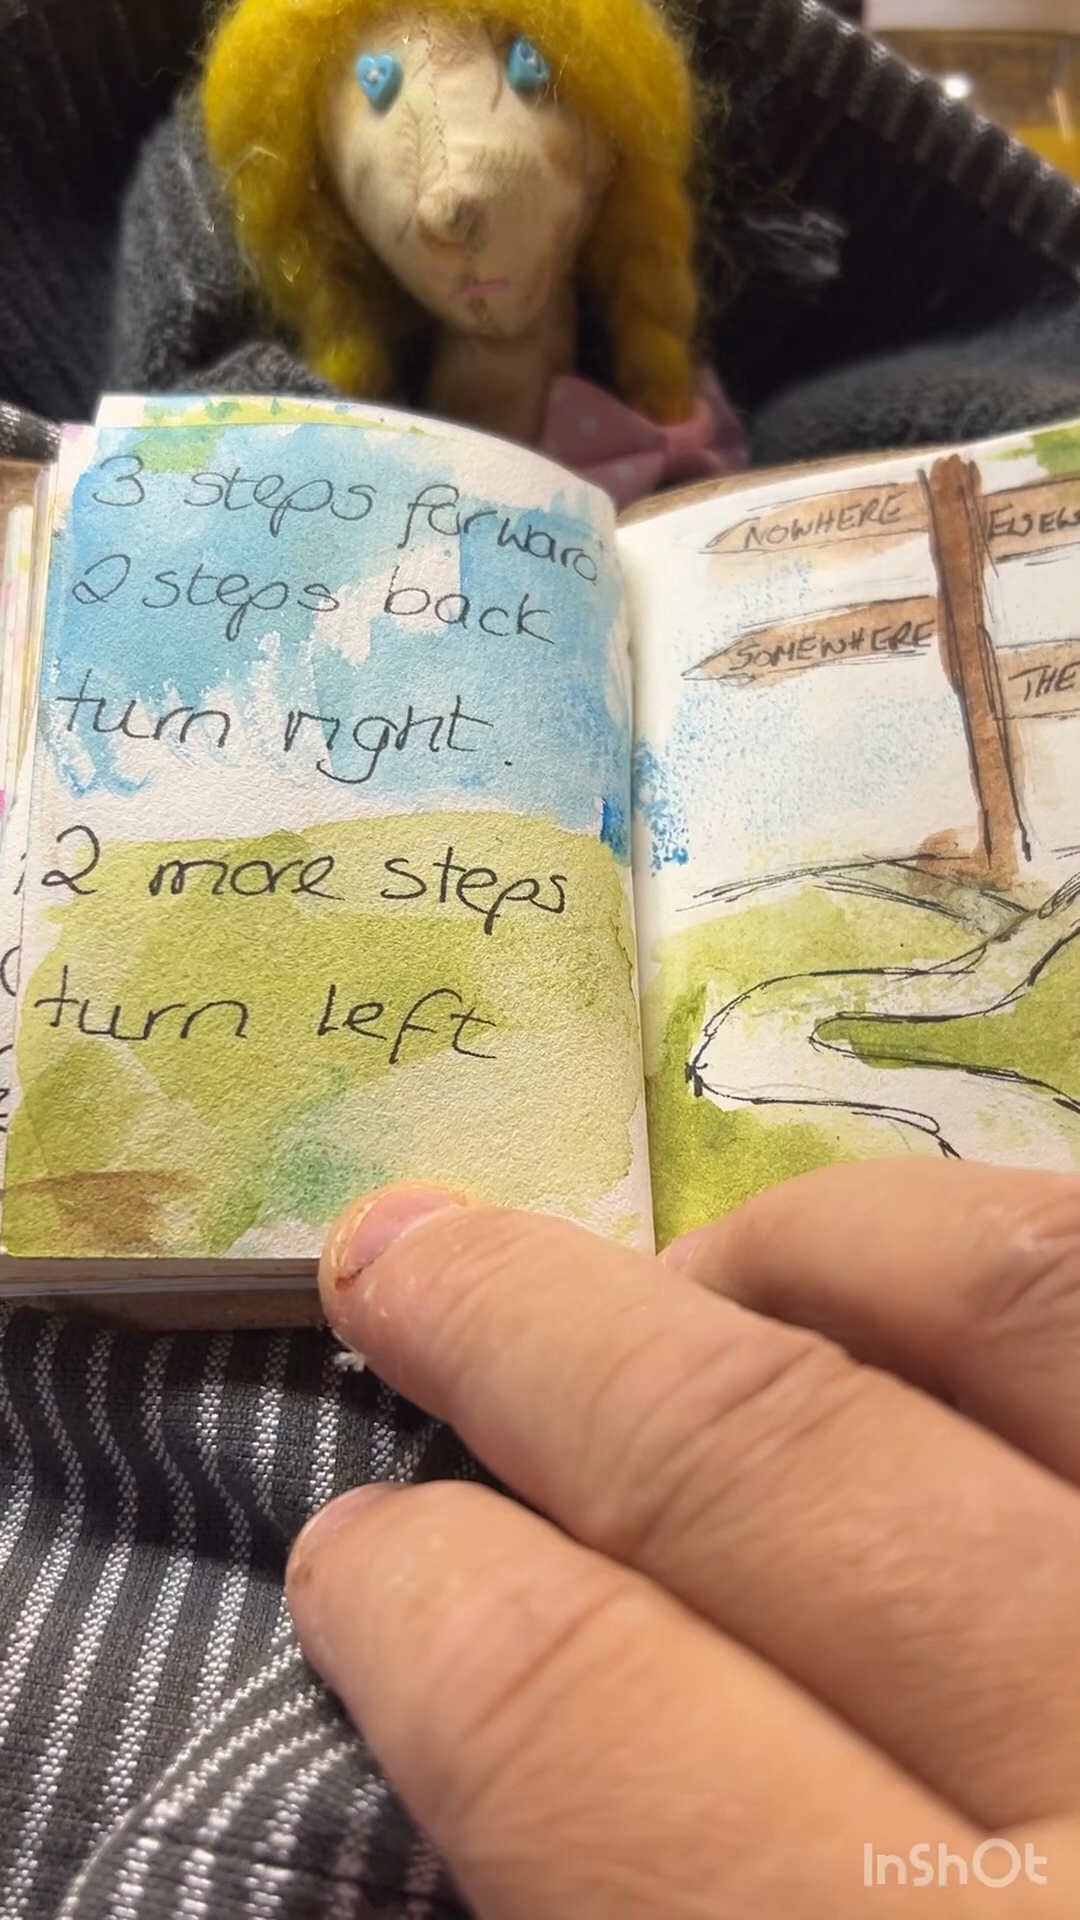 3 steps forward
2 steps back
turn right.
2 more steps
turn left
NOWHERE
SOMEWHERE
THE
InShOt